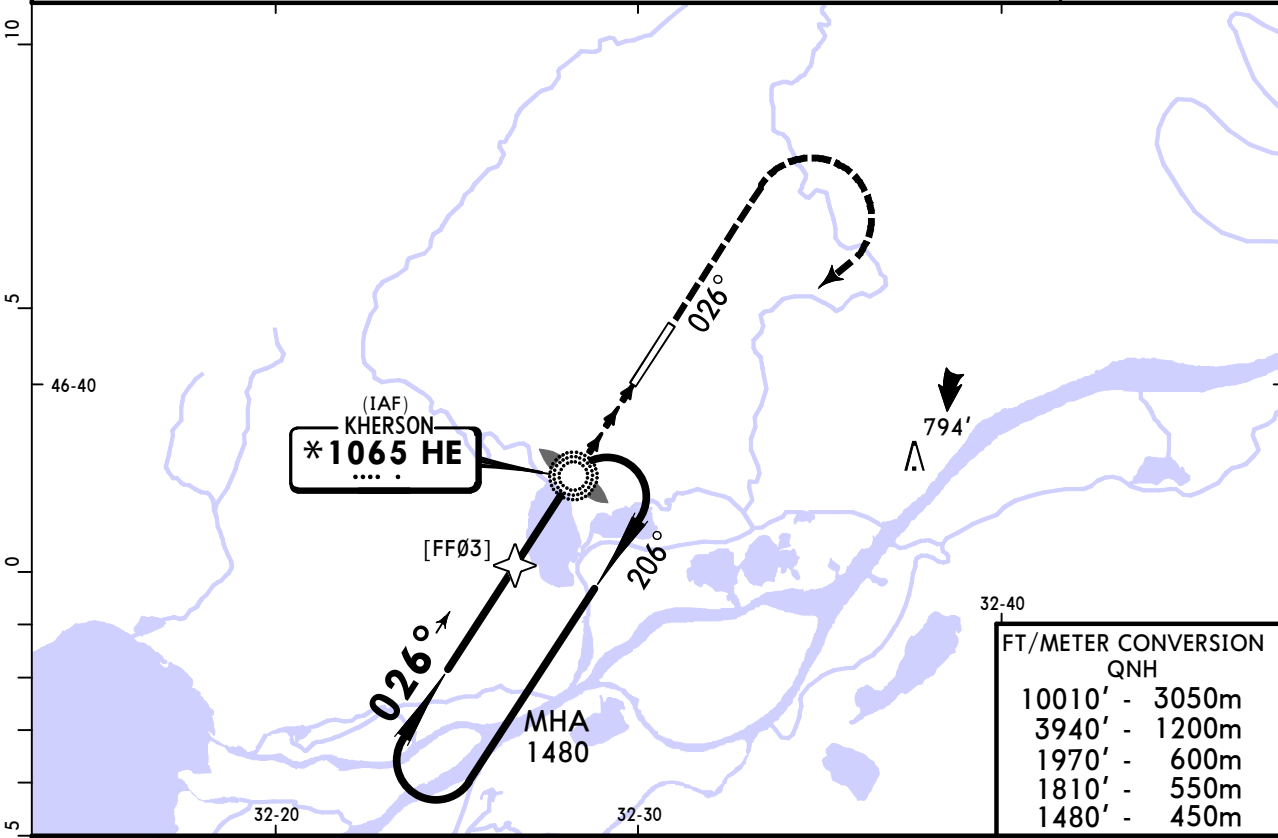 10
5
46-40
(IAF)
KHERSON
*1065 HE
.... .
026°
794'
[FFØ3]
206°
0
026°
MHA
1480
32-40
FT/METER CONVERSION
QNH
10010' - 3050m
3940' - 1200m
1970' - 600m
1810' - 550m
1480' - 450m
32-20
32-30
5